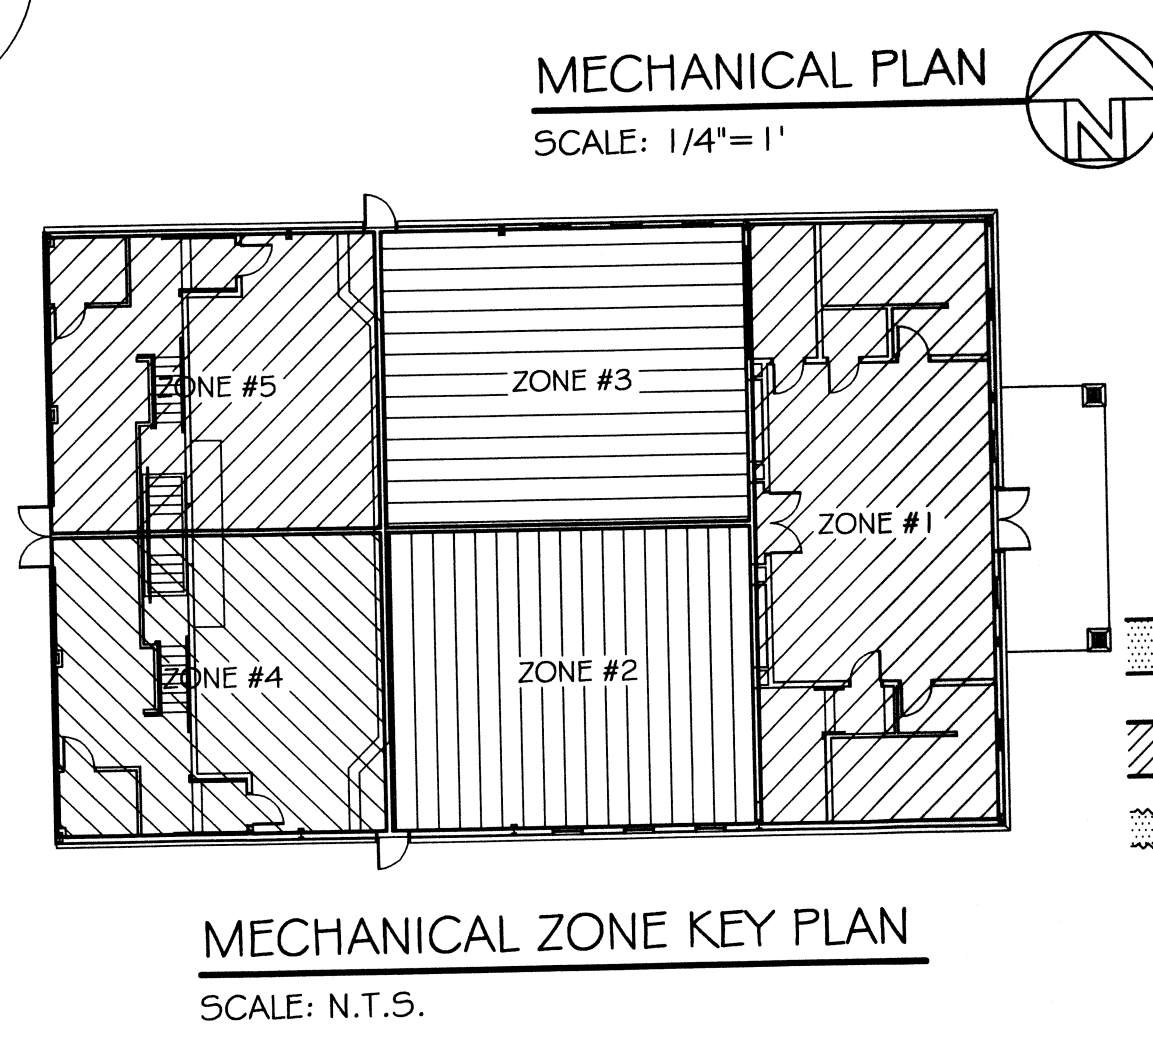 MECHANICAL PLAN
N
SCALE: 1/4"=1'
ZONE #5
ZONE #3
ZONE #1
ZONE #4
ZONE #2
MECHANICAL ZONE KEY PLAN
SCALE: N.T.S.